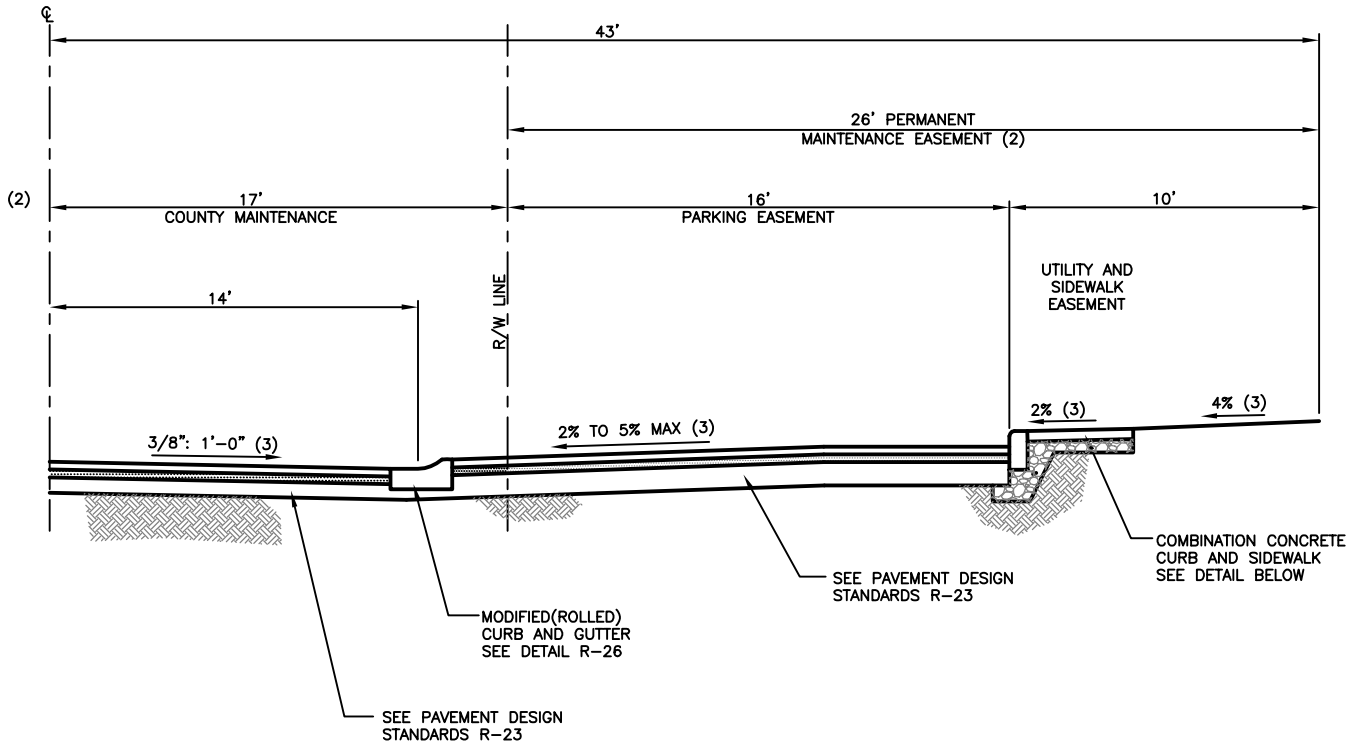 ℄
43'
26' PERMANENT
MAINTENANCE EASEMENT (2)
(2)
17'
COUNTY MAINTENANCE
16'
PARKING EASEMENT
10'
UTILITY AND
SIDEWALK
EASEMENT
14'
R/W LINE
3/8": 1'-0" (3)
2% TO 5% MAX (3)
2% (3)
4% (3)
COMBINATION CONCRETE
CURB AND SIDEWALK
SEE DETAIL BELOW
SEE PAVEMENT DESIGN
STANDARDS R-23
MODIFIED(ROLLED)
CURB AND GUTTER
SEE DETAIL R-26
SEE PAVEMENT DESIGN
STANDARDS R-23